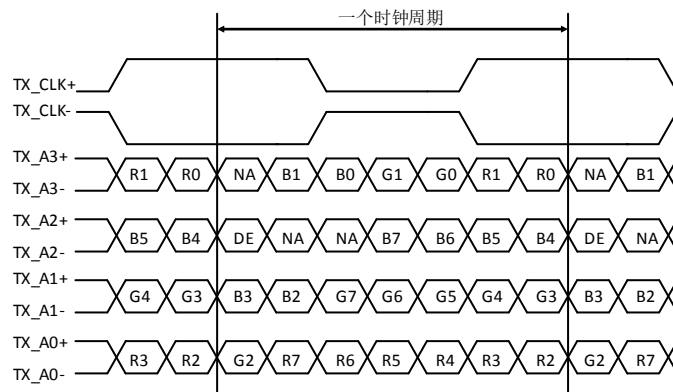 一个时钟周期
TX_CLK+
TX_CLK-
TX_A3+
R1 R0 NA B1 B0 G1 G0 R1 R0 NA B1
TX_A3-
TX_A2+
B5 B4 DE NA NA B7 B6 B5 B4 DE NA
TX_A2-
TX_A1+
G4 G3 B3 B2 G7 G6 G5 G4 G3 B3 B2
TX_A1-
TX_A0+
R3 R2 G2 R7 R6 R5 R4 R3 R2 G2 R7
TX_A0-